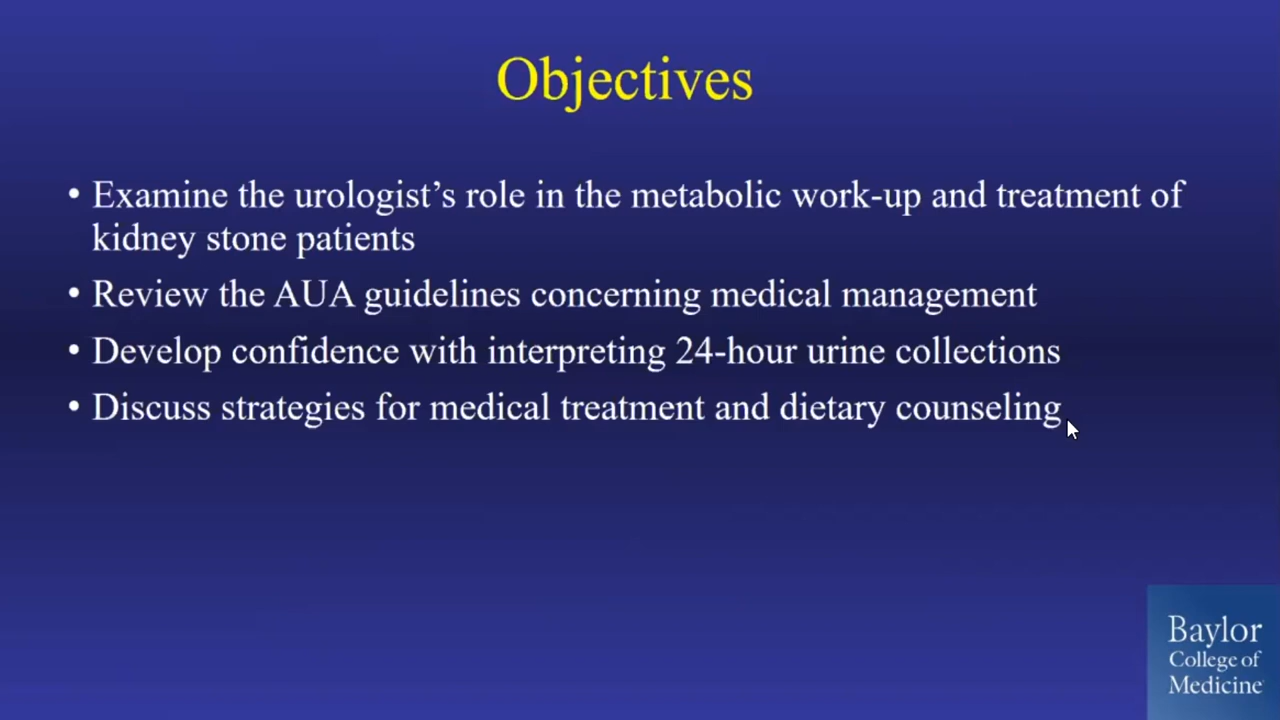 Objectives
• Examine the urologist’s role in the metabolic work-up and treatment of
kidney stone patients
• Review the AUA guidelines concerning medical management
• Develop confidence with interpreting 24-hour urine collections
• Discuss strategies for medical treatment and dietary counseling
Baylor
College of
Medicine